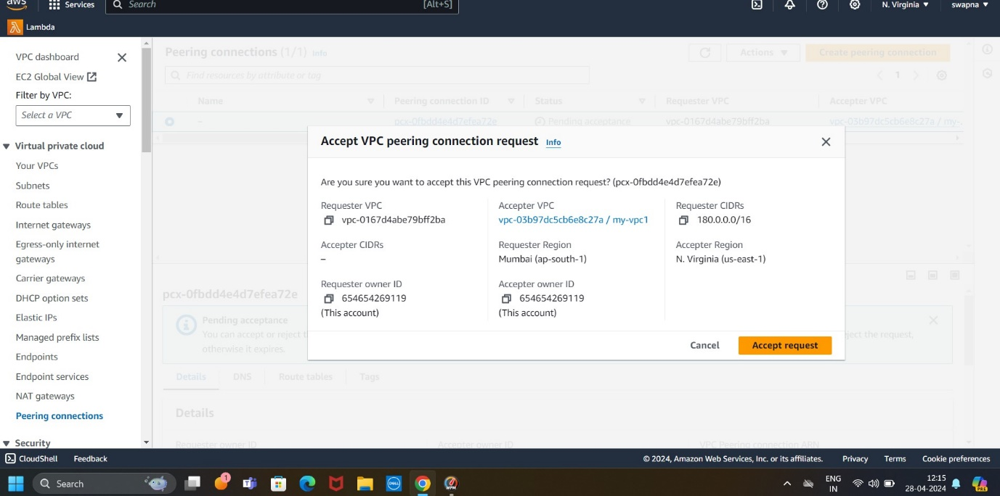 aws
Services
Search
[Alt+S]
N. Virginia
swapna
Lambda
VPC dashboard
EC2 Global View
Filter by VPC:
Select a VPC
Virtual private cloud
Your VPCs
Subnets
Route tables
Internet gateways
Egress-only internet
gateways
Carrier gateways
DHCP option sets
Elastic IPs
Managed prefix lists
Endpoints
Endpoint services
NAT gateways
Peering connections
Security
Peering connections (1/1) Info
Actions
Create peering connection
Find resources by attribute or tag
1
Name
Peering connection ID
Status
Requester VPC
Accepter VPC
–
pcx-0fbdd4e4d7efea72e
Pending acceptance
vpc-0167d4abe79bff2ba
vpc-03b97dc5cb6e8c27a / my-
Accept VPC peering connection request Info
Are you sure you want to accept this VPC peering connection request? (pcx-0fbdd4e4d7efea72e)
Requester VPC
vpc-0167d4abe79bff2ba
Accepter VPC
vpc-03b97dc5cb6e8c27a / my-vpc1
Requester CIDRs
180.0.0.0/16
Accepter CIDRs
–
Requester Region
Mumbai (ap-south-1)
Accepter Region
N. Virginia (us-east-1)
Requester owner ID
654654269119
(This account)
Accepter owner ID
654654269119
(This account)
Cancel
Accept request
pcx-0fbdd4e4d7efea72e
Pending acceptance
You can accept or reject t
ject the request,
otherwise it expires.
Details
DNS
Route tables
Tags
Details
Requester owner ID
Accepter owner ID
VPC Peering connection ARN
CloudShell
Feedback
© 2024, Amazon Web Services, Inc. or its affiliates.
Privacy
Terms
Cookie preferences
Search
1
DELL
WPM
ENG
IN
12:15
28-04-2024
PRE